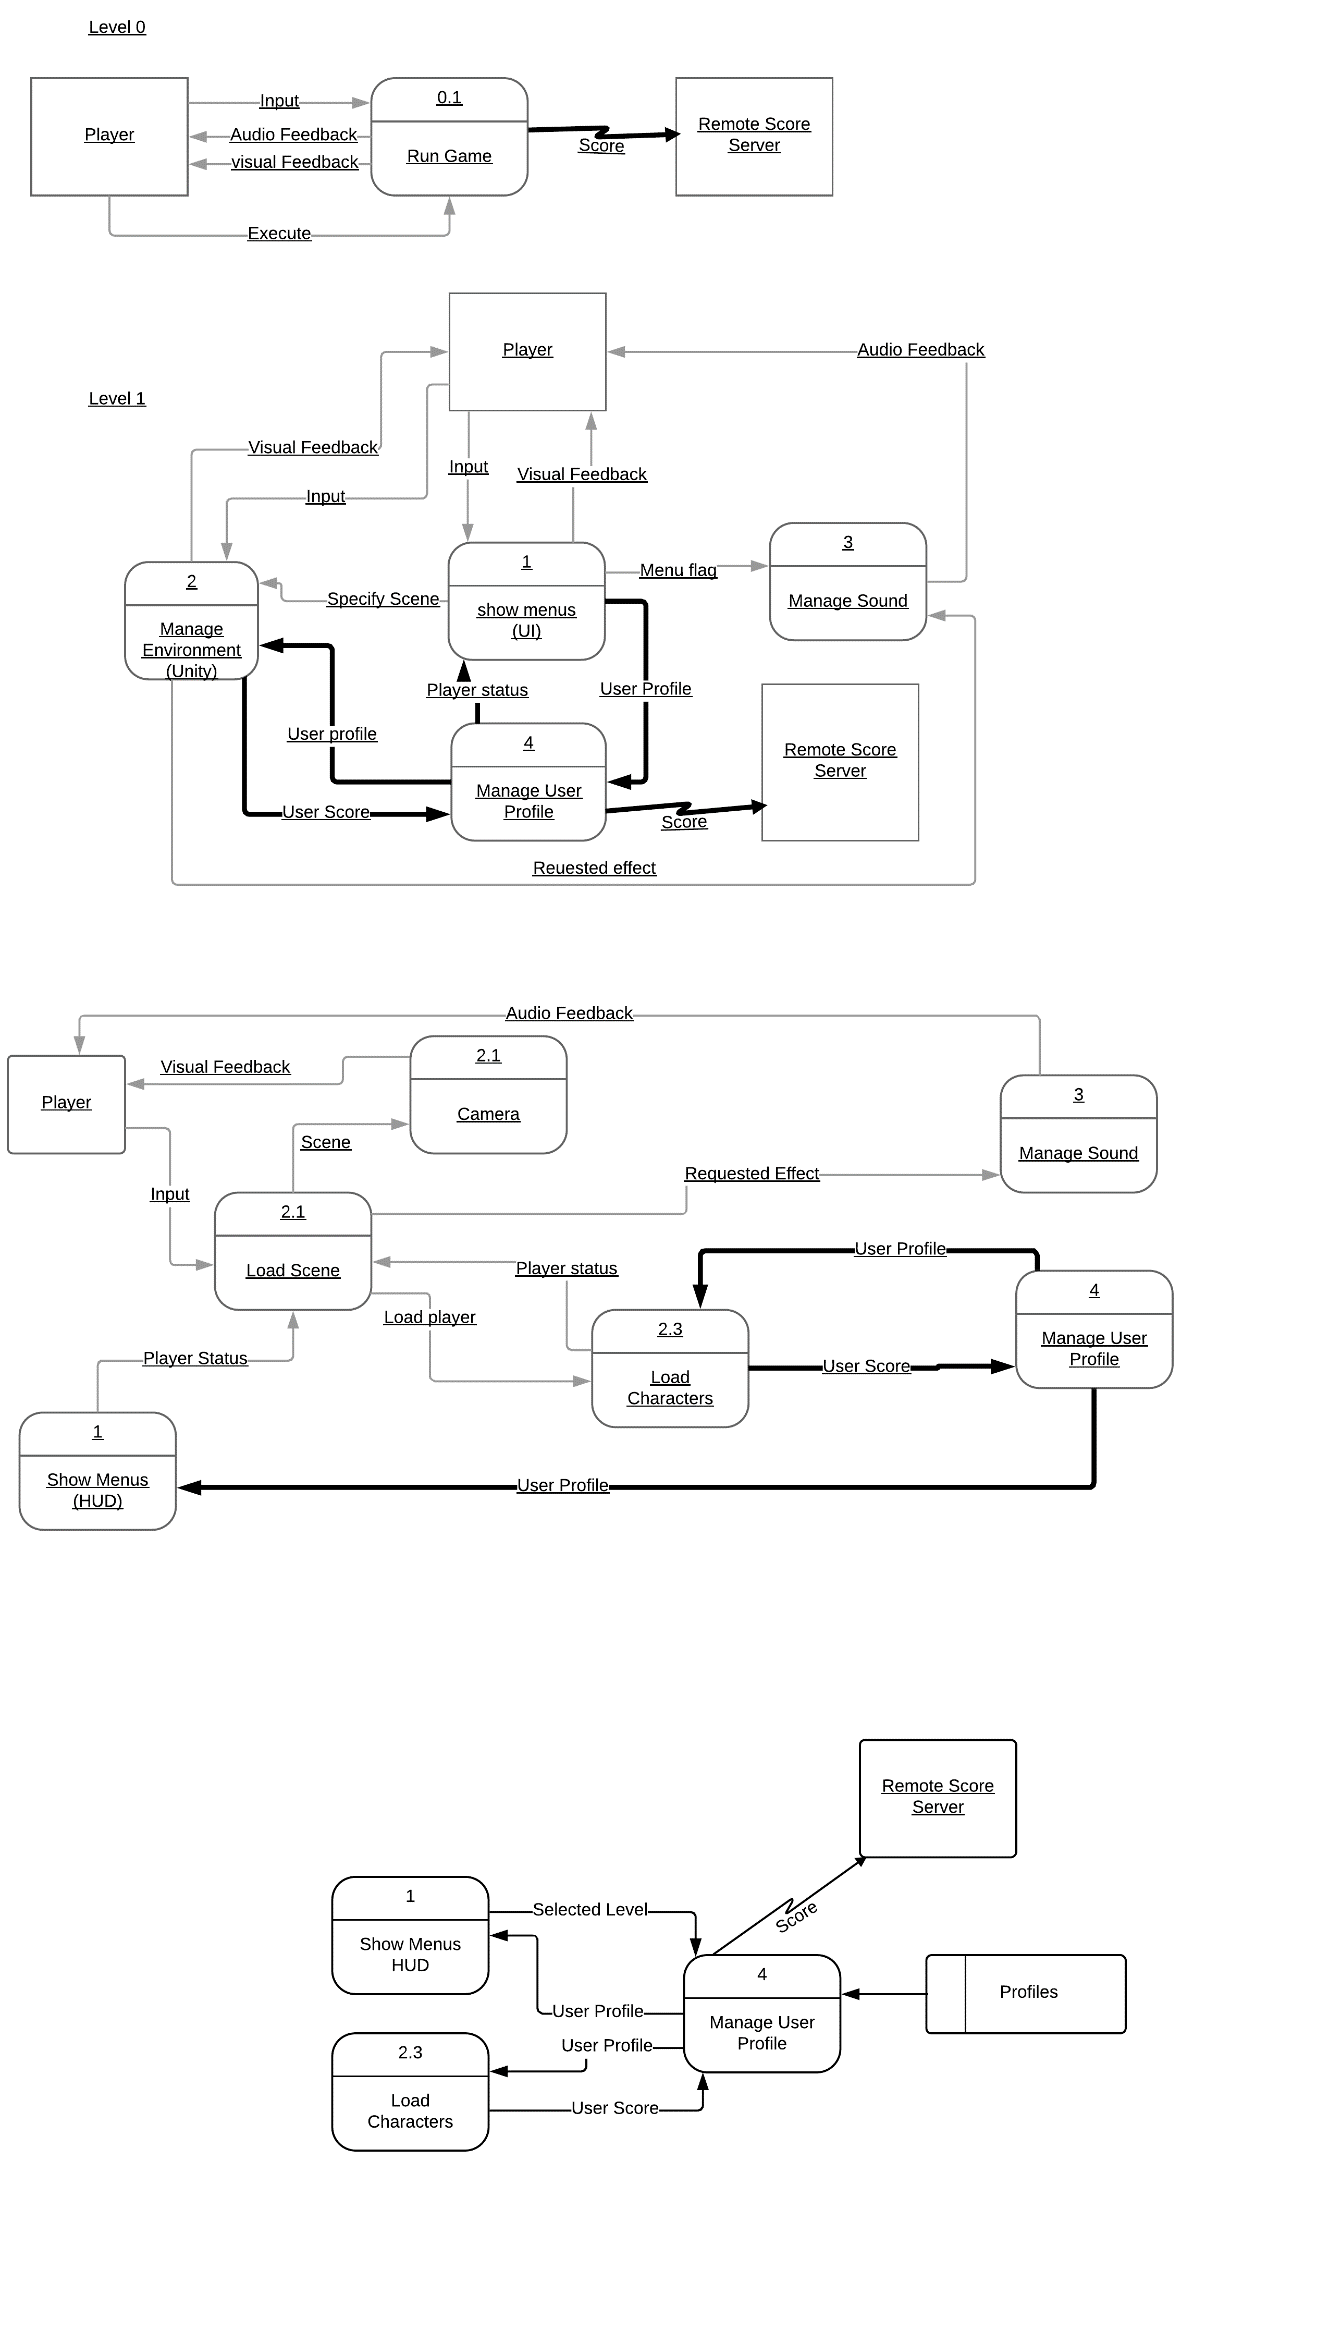 Level 0
0.1
Input
Player
Audio Feedback
Run Game
visual Feedback
Score
Remote Score
Server
Execute
Player
Audio Feedback
Level 1
Visual Feedback
Input
Visual Feedback
Input
3
1
Menu flag
Manage Sound
2
Specify Scene
show menus
(UI)
Manage
Environment
(Unity)
Player status
User Profile
User profile
4
Remote Score
Server
Manage User
Profile
User Score
Score
Reuested effect
Audio Feedback
2.1
Visual Feedback
Player
Camera
3
Scene
Manage Sound
Requested Effect
Input
2.1
User Profile
Load Scene
Player status
4
Load player
2.3
Manage User
Profile
Player Status
User Score
Load
Characters
1
Show Menus
(HUD)
User Profile
Remote Score
Server
1
Selected Level
Score
Show Menus
HUD
4
Profiles
User Profile
Manage User
Profile
User Profile
2.3
Load
Characters
User Score